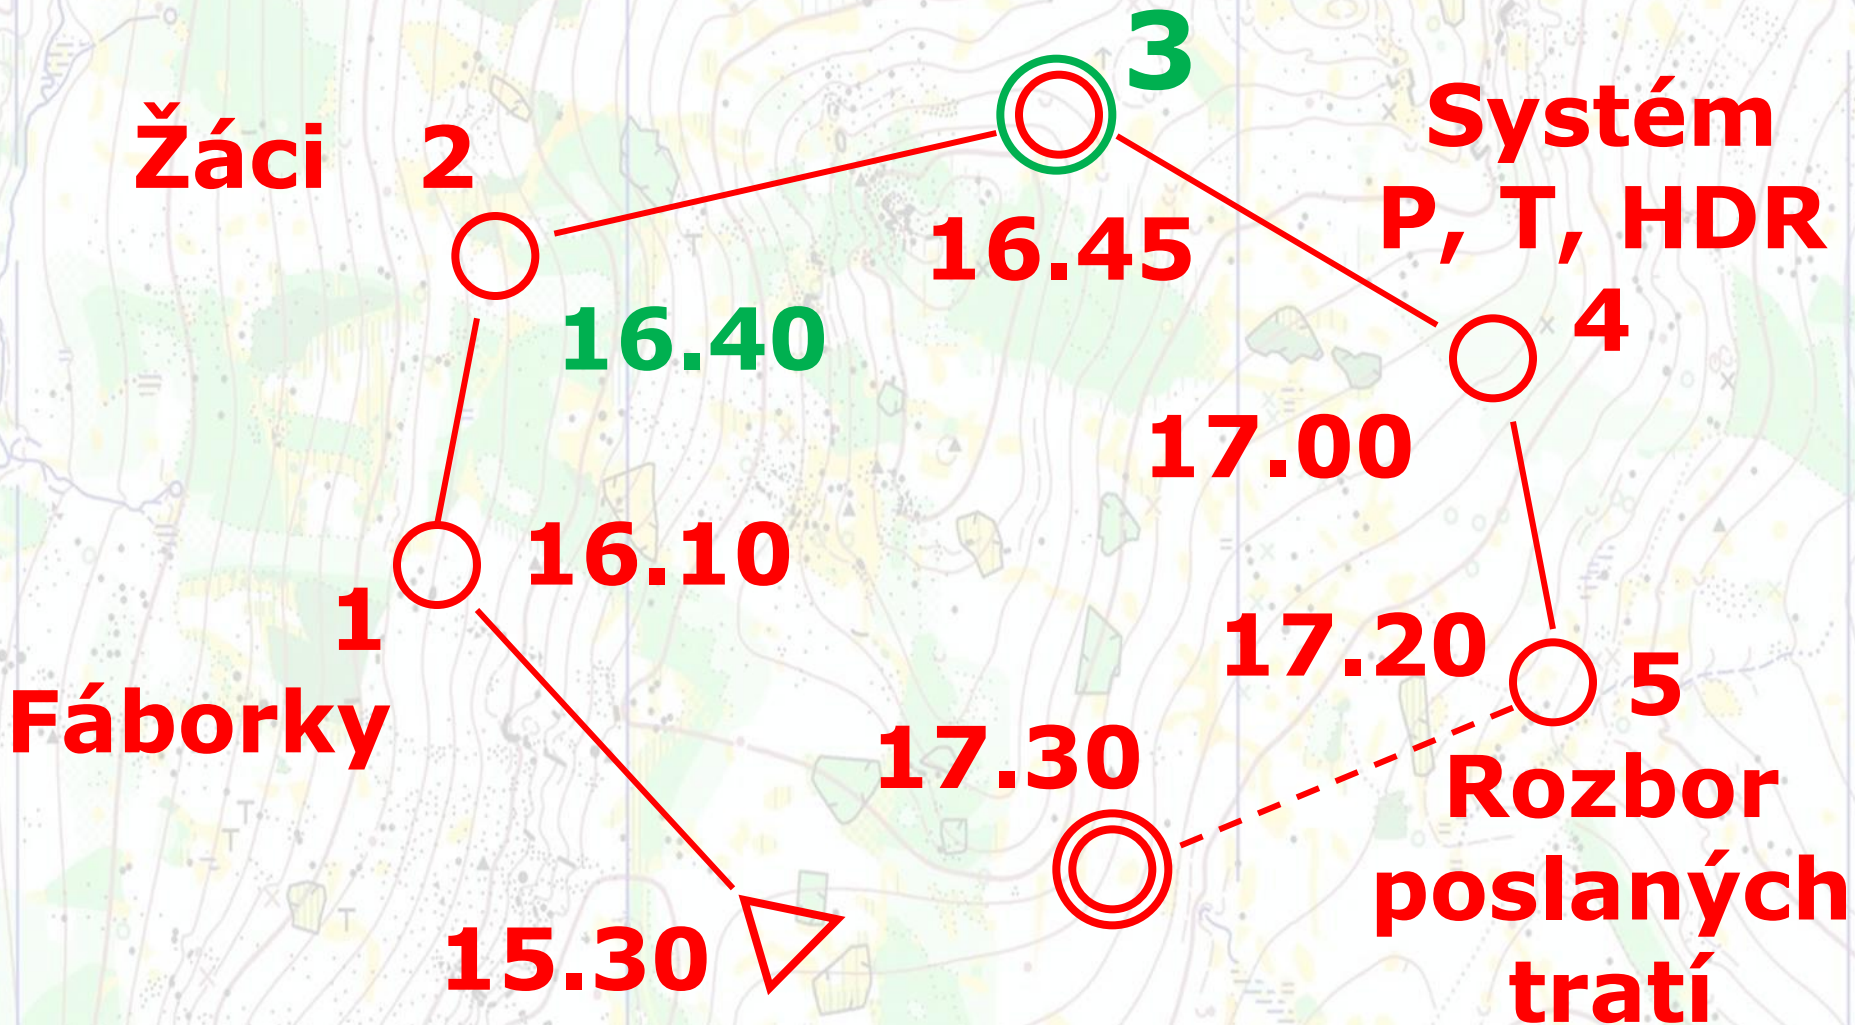 3
Žáci 2
Systém
P, T, HDR
16.45
16.40
4
17.00
16.10
1
17.20
5
Fáborky
17.30
Rozbor
poslaných
tratí
15.30